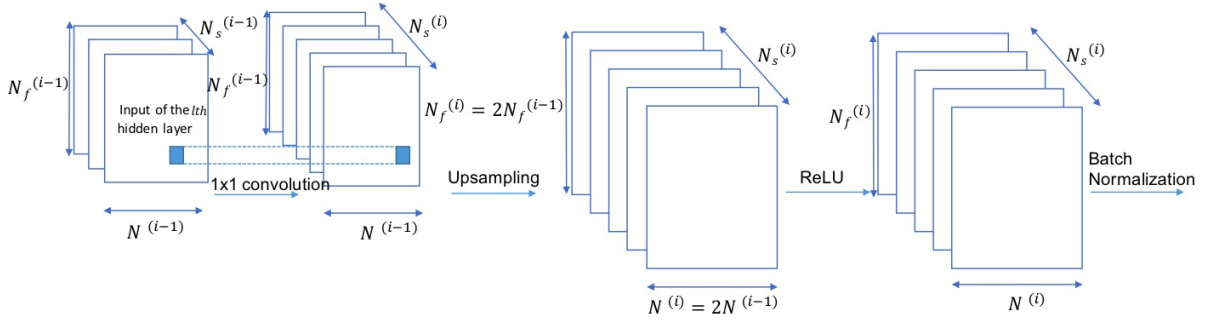 N_s^(i−1)
N_f^(i−1)
Input of the lth
hidden layer
N^(i−1)
1x1 convolution
N_s^(i)
N_f^(i−1)
N^(i−1)
Upsampling
N_f^(i) = 2N_f^(i−1)
N_s^(i)
N^(i) = 2N^(i−1)
ReLU
N_f^(i)
N_s^(i)
N^(i)
Batch
Normalization